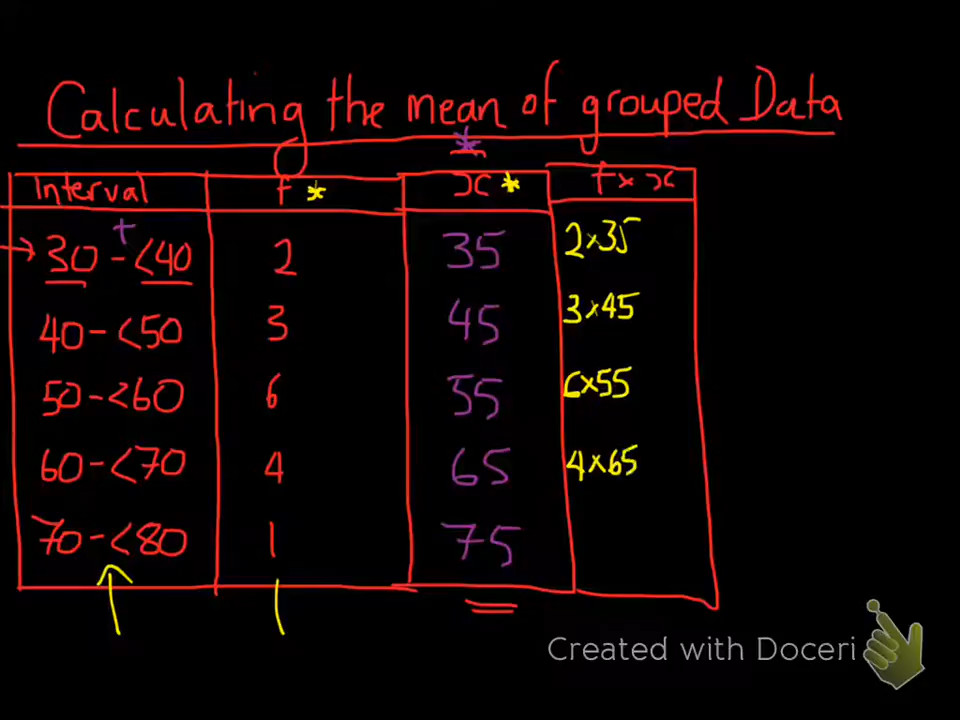 Calculating the mean of grouped Data
*
Interval f * x * f × x
30 - <40 2 35 2×35
+
40 - <50 3 45 3×45
50 - <60 6 55 6×55
60 - <70 4 65 4×65
70 - <80 1 75
Created with Doceri